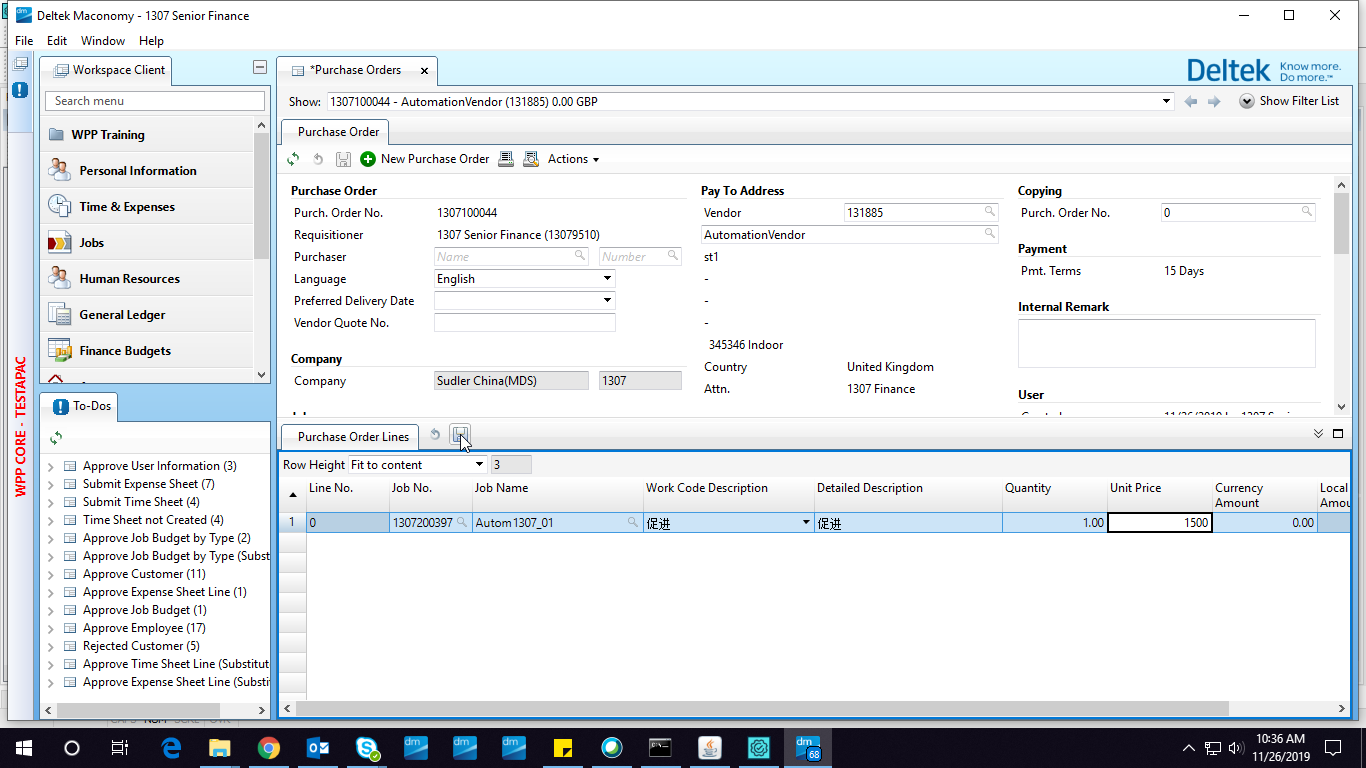 Deltek Maconomy - 1307 Senior Finance
File Edit Window Help
Workspace Client
Search menu
WPP Training
Personal Information
Time & Expenses
Jobs
Human Resources
General Ledger
Finance Budgets
WPP CORE - TESTAPAC
To-Dos
Approve User Information (3)
Submit Expense Sheet (7)
Submit Time Sheet (4)
Time Sheet not Created (4)
Approve Job Budget by Type (2)
Approve Job Budget by Type (Subst
Approve Customer (11)
Approve Expense Sheet Line (1)
Approve Job Budget (1)
Approve Employee (17)
Rejected Customer (5)
Approve Time Sheet Line (Substitut
Approve Expense Sheet Line (Substi
*Purchase Orders
Deltek Know more. Do more.™
Show: 1307100044 - AutomationVendor (131885) 0.00 GBP
Show Filter List
Purchase Order
New Purchase Order Actions
Purchase Order
Purch. Order No. 1307100044
Requisitioner 1307 Senior Finance (13079510)
Purchaser Name Number
Language English
Preferred Delivery Date
Vendor Quote No.
Company
Company Sudler China(MDS) 1307
Pay To Address
Vendor 131885
AutomationVendor
st1
-
-
-
345346 Indoor
Country United Kingdom
Attn. 1307 Finance
Copying
Purch. Order No. 0
Payment
Pmt. Terms 15 Days
Internal Remark
User
Purchase Order Lines
Row Height Fit to content 3
Line No. Job No. Job Name Work Code Description Detailed Description Quantity Unit Price Currency Amount Local Amou
1 0 1307200397 Autom1307_01 促进 促进 1.00 1500 0.00
CAPS NUM SCRL OVR
68
10:36 AM
11/26/2019